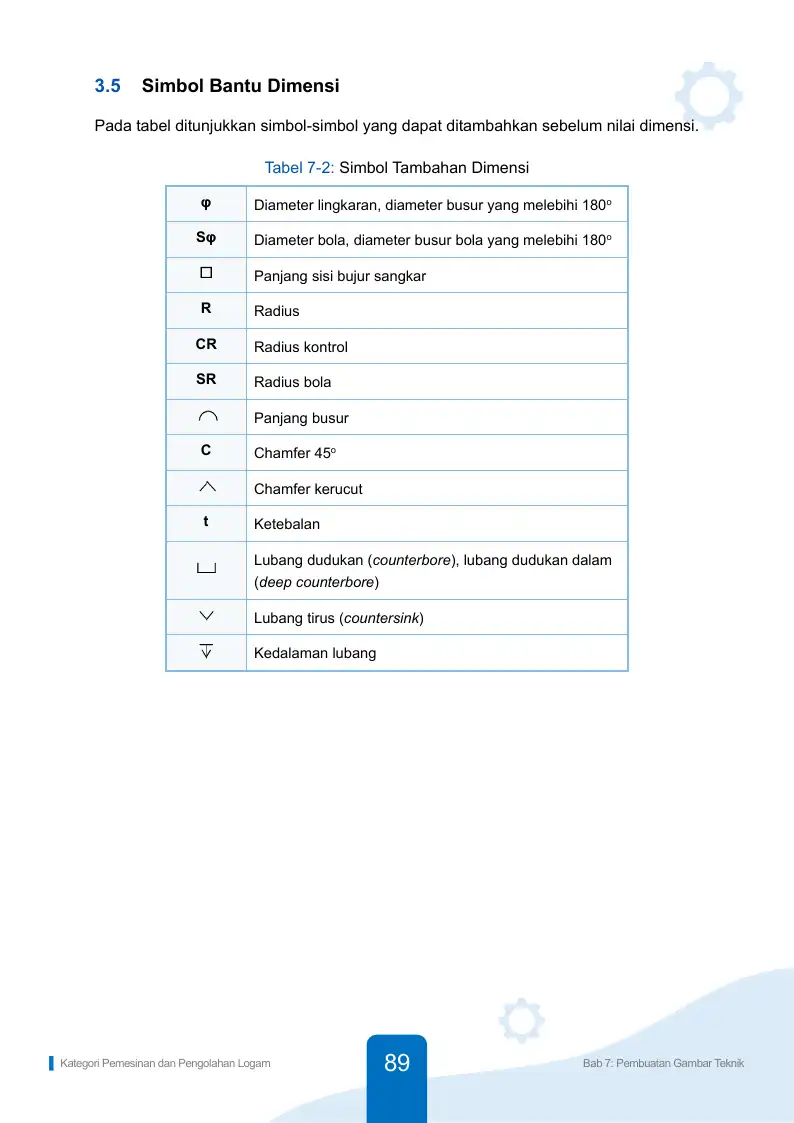 3.5 Simbol Bantu Dimensi
Pada tabel ditunjukkan simbol-simbol yang dapat ditambahkan sebelum nilai dimensi.
Tabel 7-2: Simbol Tambahan Dimensi
φ Diameter lingkaran, diameter busur yang melebihi 180°
Sφ Diameter bola, diameter busur bola yang melebihi 180°
□ Panjang sisi bujur sangkar
R Radius
CR Radius kontrol
SR Radius bola
⌒ Panjang busur
C Chamfer 45°
︿ Chamfer kerucut
t Ketebalan
⌴ Lubang dudukan (counterbore), lubang dudukan dalam
(deep counterbore)
⌵ Lubang tirus (countersink)
↧ Kedalaman lubang
Kategori Pemesinan dan Pengolahan Logam
89
Bab 7: Pembuatan Gambar Teknik